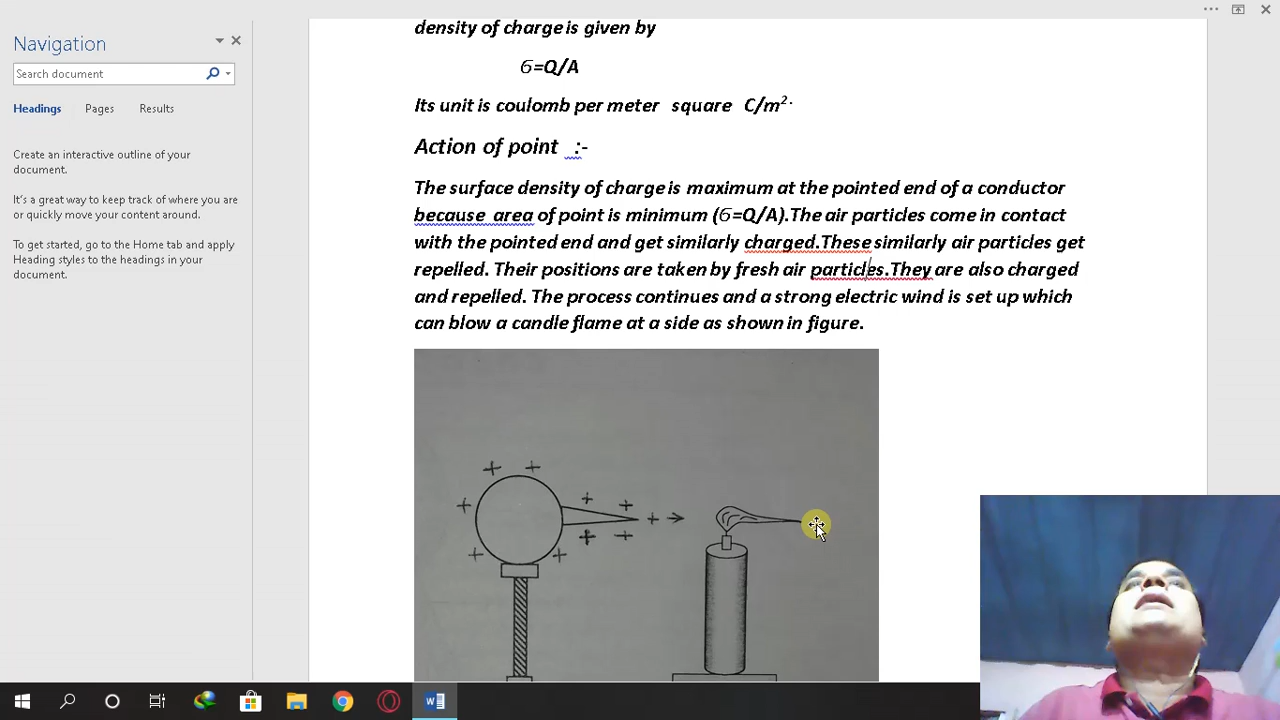 Navigation
Search document
Headings Pages Results
Create an interactive outline of your
document.
It's a great way to keep track of where you are
or quickly move your content around.
To get started, go to the Home tab and apply
Heading styles to the headings in your
document.
density of charge is given by
б=Q/A
Its unit is coulomb per meter square C/m².
Action of point :-
The surface density of charge is maximum at the pointed end of a conductor
because area of point is minimum (б=Q/A).The air particles come in contact
with the pointed end and get similarly charged.These similarly air particles get
repelled. Their positions are taken by fresh air particles.They are also charged
and repelled. The process continues and a strong electric wind is set up which
can blow a candle flame at a side as shown in figure.